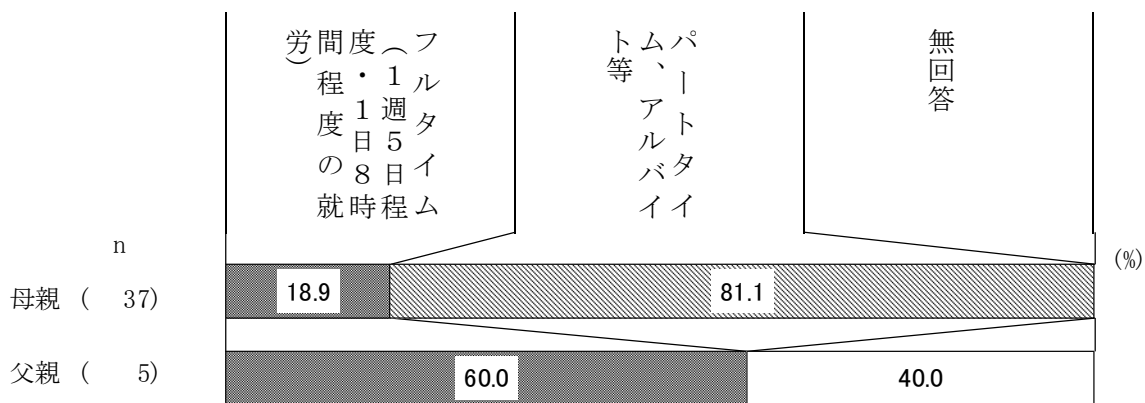 フルタイム
（１週５日程
度・１日８時
間程度の就
労）
パートタイ
ム、アルバイ
ト等
無回答
n
(%)
母親 （ 37） 18.9 81.1
父親 （ 5） 60.0 40.0